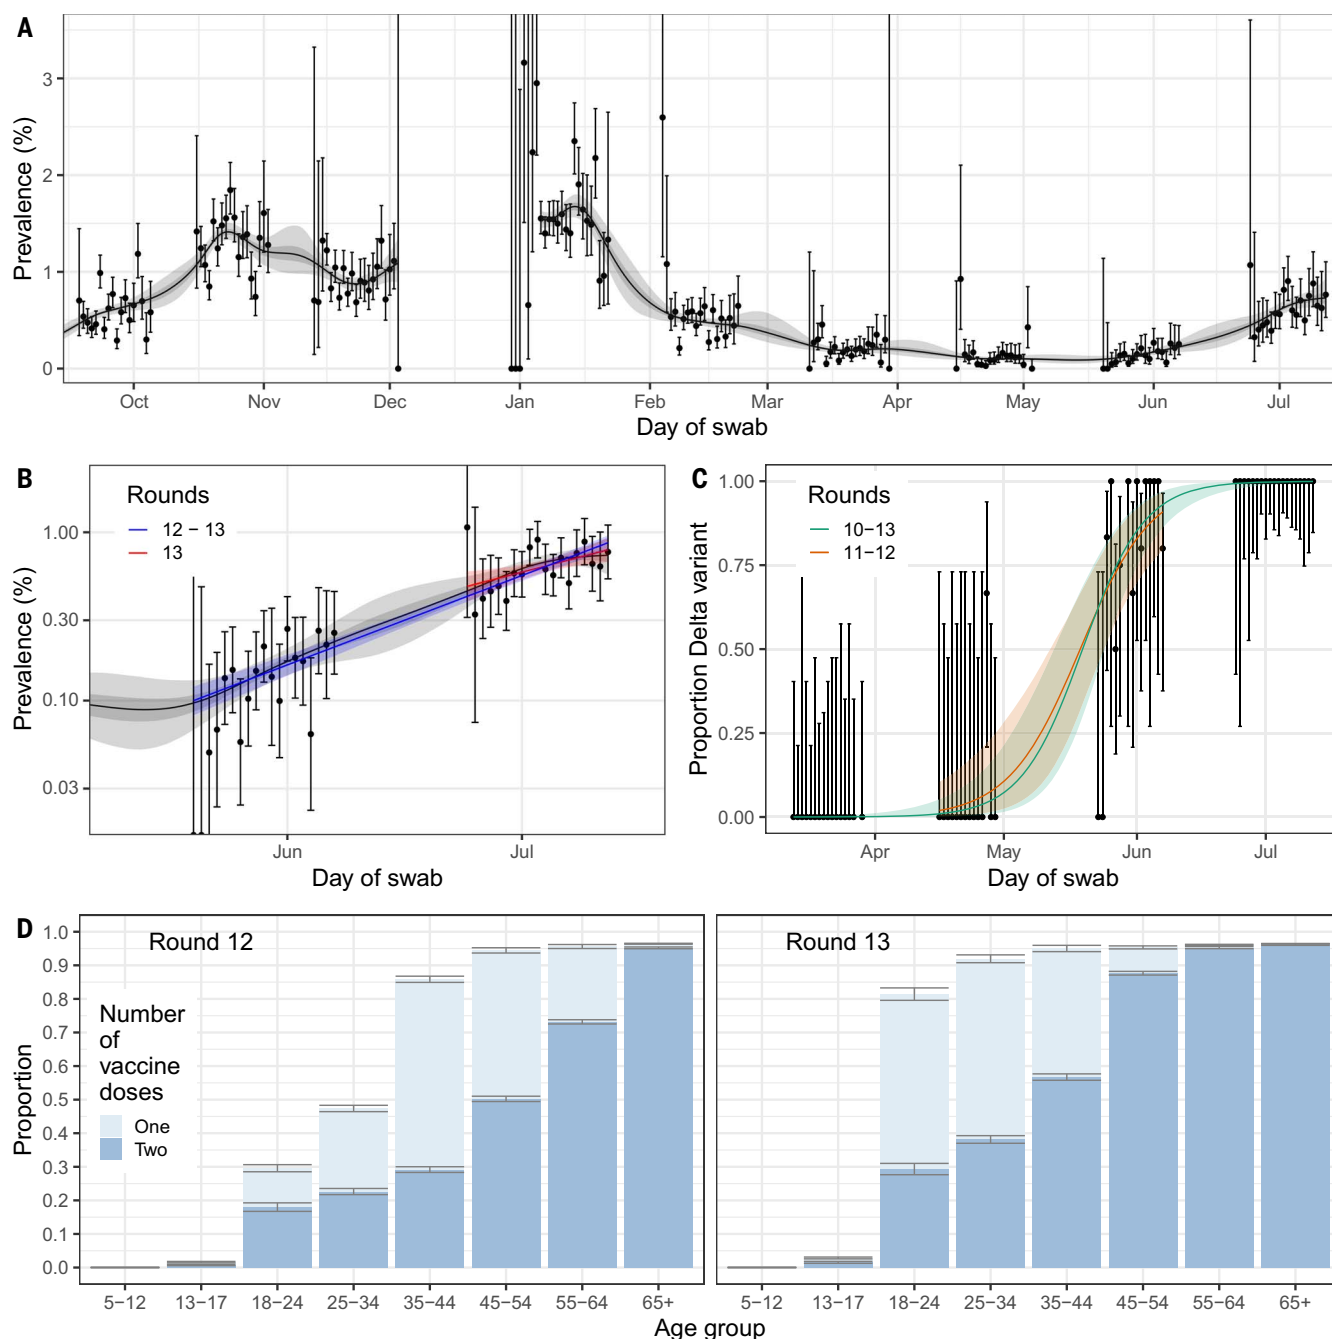 A
Prevalence (%)
3
2
1
0
Oct Nov Dec Jan Feb Mar Apr May Jun Jul
Day of swab
B
Prevalence (%)
Rounds
12 − 13
13
1.00
0.30
0.10
0.03
Jun Jul
Day of swab
C
Proportion Delta variant
Rounds
10−13
11−12
1.00
0.75
0.50
0.25
0.00
Apr May Jun Jul
Day of swab
D
Proportion
Round 12
Round 13
1.0
0.9
0.8
0.7
0.6
0.5
0.4
0.3
0.2
0.1
0.0
Number
of
vaccine
doses
One
Two
5−12 13−17 18−24 25−34 35−44 45−54 55−64 65+
5−12 13−17 18−24 25−34 35−44 45−54 55−64 65+
Age group